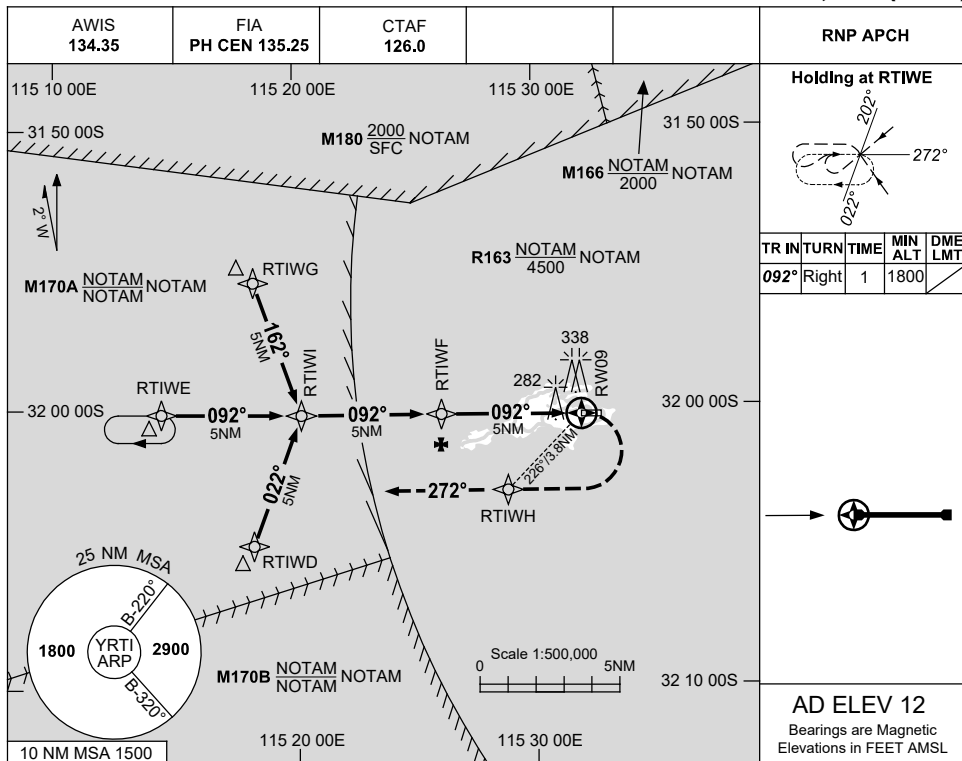 AWIS
134.35
FIA
PH CEN 135.25
CTAF
126.0
RNP APCH
115 10 00E
115 20 00E
115 30 00E
31 50 00S
31 50 00S
M180 2000 NOTAM
SFC
M166 NOTAM NOTAM
2000
2° W
R163 NOTAM NOTAM
4500
M170A NOTAM NOTAM
NOTAM
RTIWG
162°
5NM
RTIWI
RTIWF
338
282
RW09
RTIWE
32 00 00S
32 00 00S
092°
5NM
092°
5NM
092°
5NM
022°
5NM
226°/3.8NM
272°
RTIWH
RTIWD
25 NM MSA
B-220°
1800
YRTI
ARP
2900
B-320°
10 NM MSA 1500
M170B NOTAM NOTAM
NOTAM
Scale 1:500,000
0
5NM
32 10 00S
115 20 00E
115 30 00E
Holding at RTIWE
202°
272°
022°
TR IN
TURN
TIME
MIN
ALT
DME
LMT
092°
Right
1
1800
AD ELEV 12
Bearings are Magnetic
Elevations in FEET AMSL